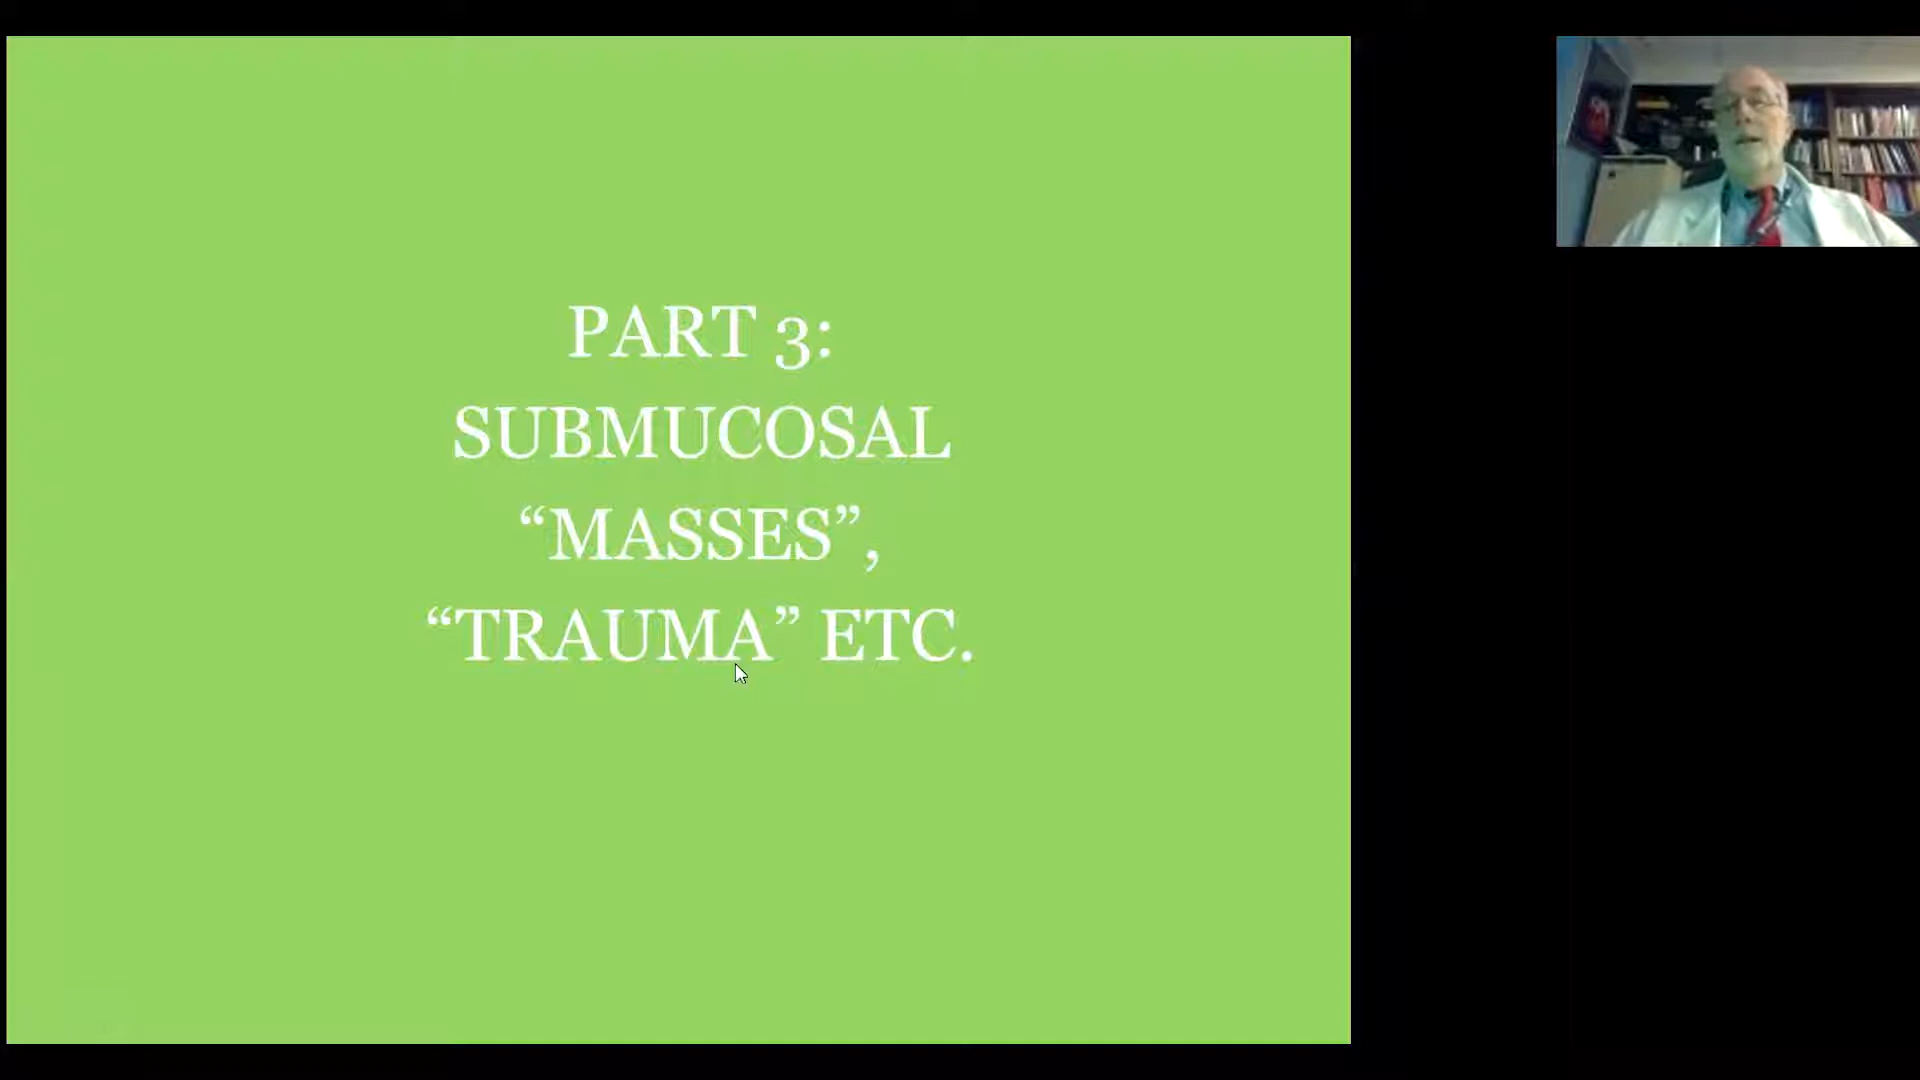 PART 3:
SUBMUCOSAL
“MASSES”,
“TRAUMA” ETC.